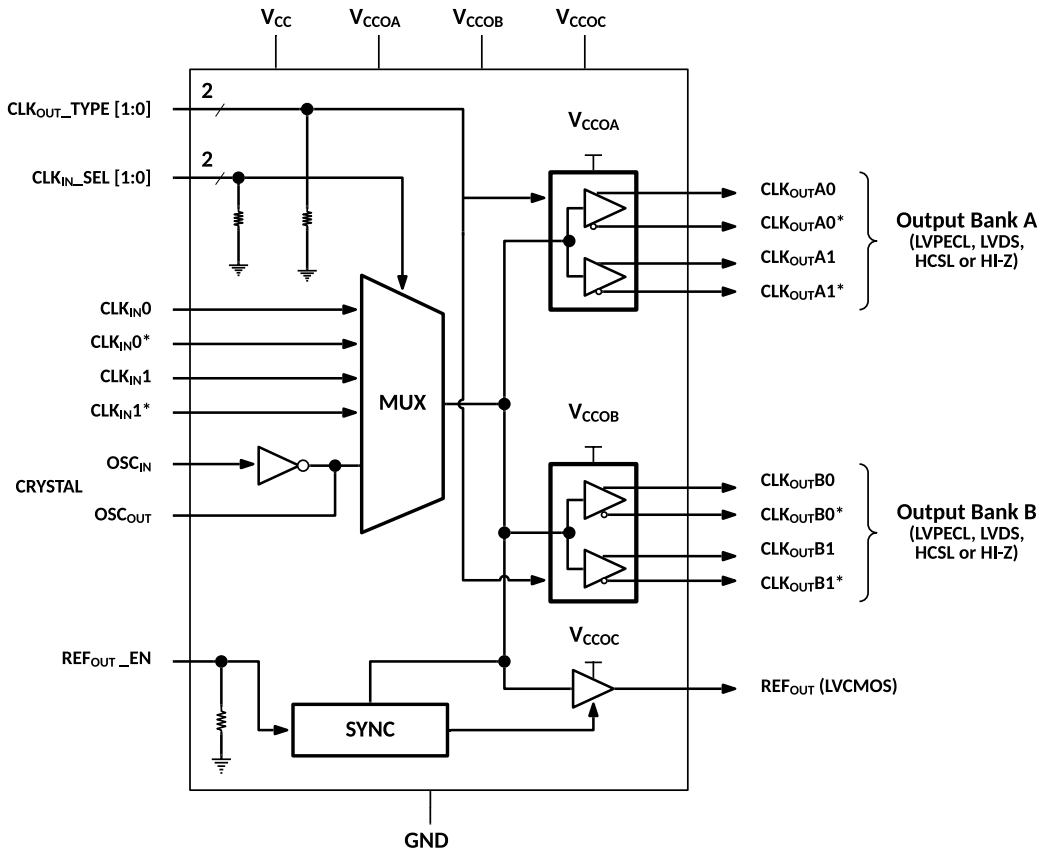 VCC VCCOA VCCOB VCCOC
CLKOUT_TYPE [1:0]
2
CLKIN_SEL [1:0]
2
VCCOA
CLKOUTA0
CLKOUTA0*
CLKOUTA1
CLKOUTA1*
Output Bank A
(LVPECL, LVDS,
HCSL or HI-Z)
CLKIN0
CLKIN0*
CLKIN1
CLKIN1*
MUX
OSCIN
CRYSTAL
OSCOUT
VCCOB
CLKOUTB0
CLKOUTB0*
CLKOUTB1
CLKOUTB1*
Output Bank B
(LVPECL, LVDS,
HCSL or HI-Z)
REFOUT_EN
SYNC
VCCOC
REFOUT (LVCMOS)
GND